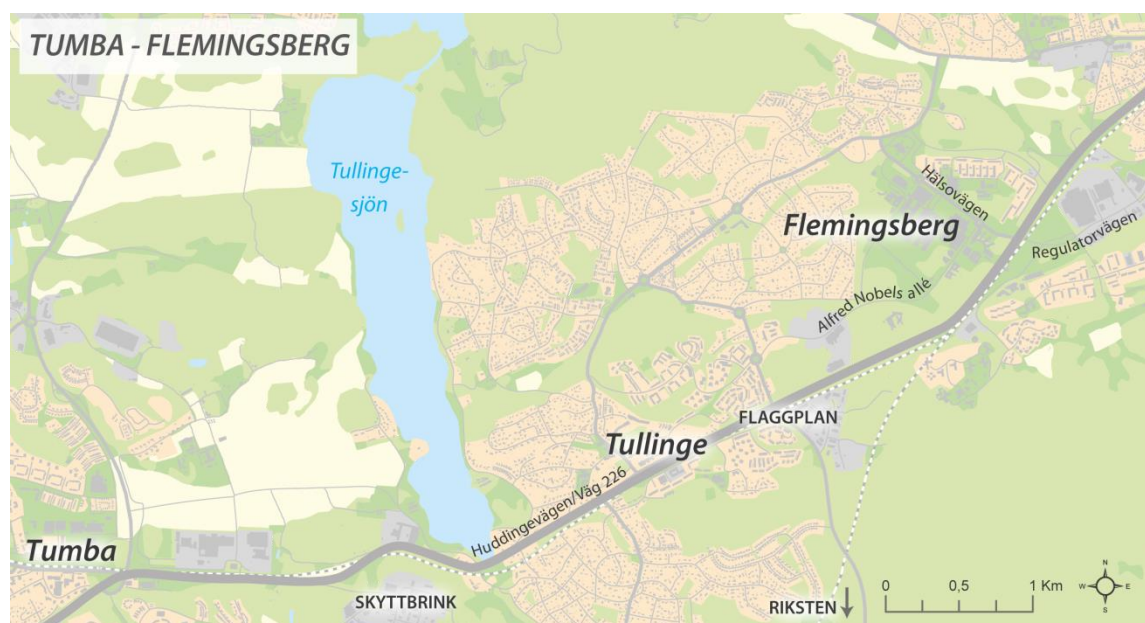 TUMBA - FLEMINGSBERG
Tullinge-
sjön
Hälsovägen
Flemingsberg
Regulatorvägen
Alfred Nobels allé
FLAGGPLAN
Tullinge
Huddingevägen/Väg 226
Tumba
SKYTTBRINK
RIKSTEN
0 0,5 1 Km
N
W E
S